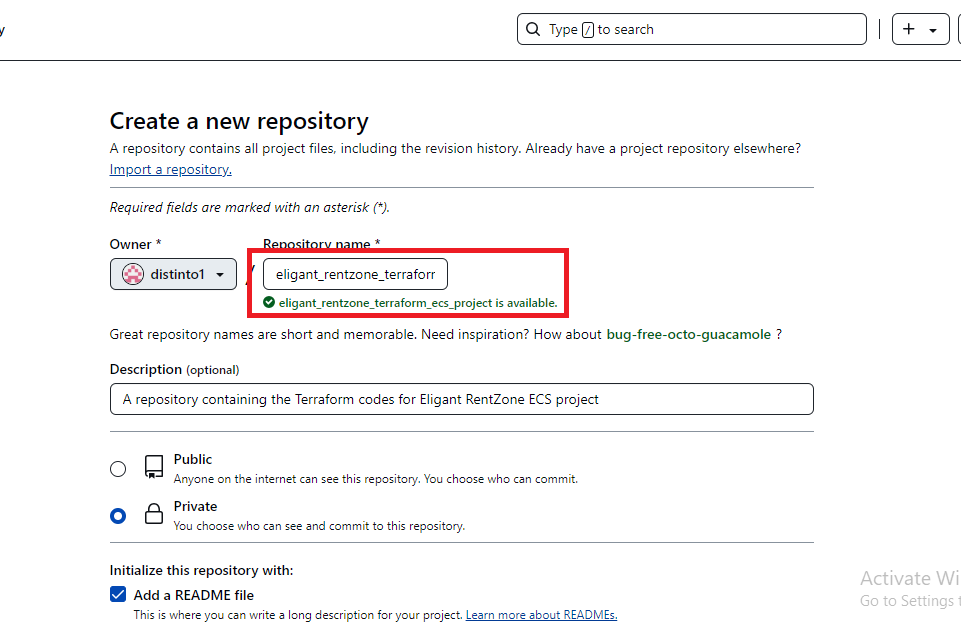 y
Type / to search
Create a new repository
A repository contains all project files, including the revision history. Already have a project repository elsewhere?
Import a repository.
Required fields are marked with an asterisk (*).
Owner *
Repository name *
distinto1
/
eligant_rentzone_terraforr
eligant_rentzone_terraform_ecs_project is available.
Great repository names are short and memorable. Need inspiration? How about bug-free-octo-guacamole ?
Description (optional)
A repository containing the Terraform codes for Eligant RentZone ECS project
Public
Anyone on the internet can see this repository. You choose who can commit.
Private
You choose who can see and commit to this repository.
Initialize this repository with:
Add a README file
This is where you can write a long description for your project. Learn more about READMEs.
Activate Wi
Go to Settings t